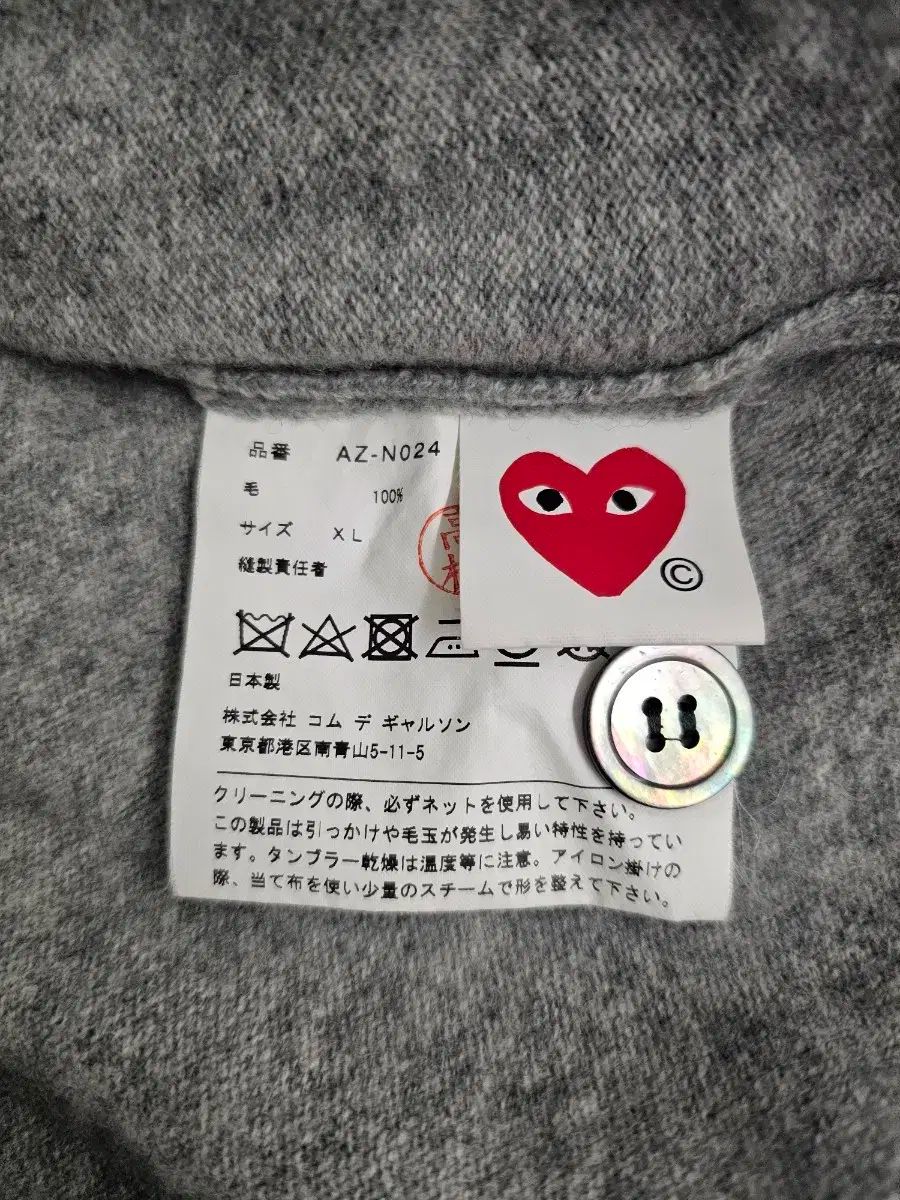 品番 AZ-N024
毛 100%
サイズ XL
縫製責任者
日本製
株式会社 コム デ ギャルソン
東京都港区南青山5-11-5
クリーニングの際、必ずネットを使用して下さい。
この製品は引っかけや毛玉が発生し易い特性を持ってい
ます。タンブラー乾燥は温度等に注意。アイロン掛けの
際、当て布を使い少量のスチームで形を整えて下さい。
©